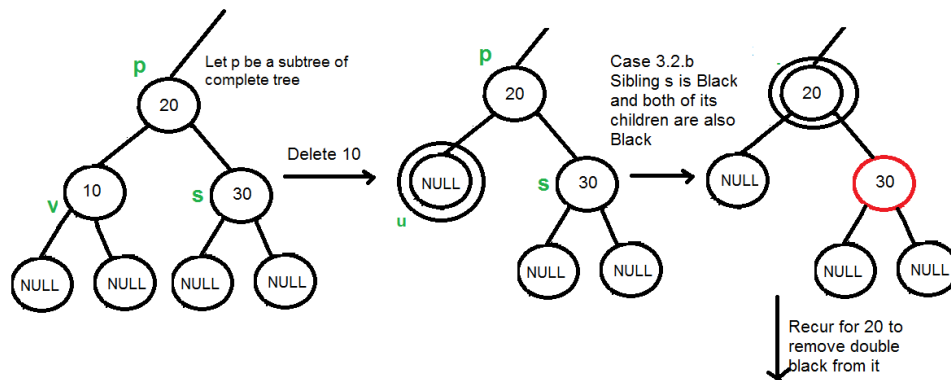 p
Let p be a subtree of
complete tree
20
10
v
s
30
NULL
NULL
NULL
NULL
Delete 10
p
20
NULL
u
s
30
NULL
NULL
Case 3.2.b
Sibling s is Black
and both of its
children are also
Black
20
NULL
30
NULL
NULL
Recur for 20 to
remove double
black from it